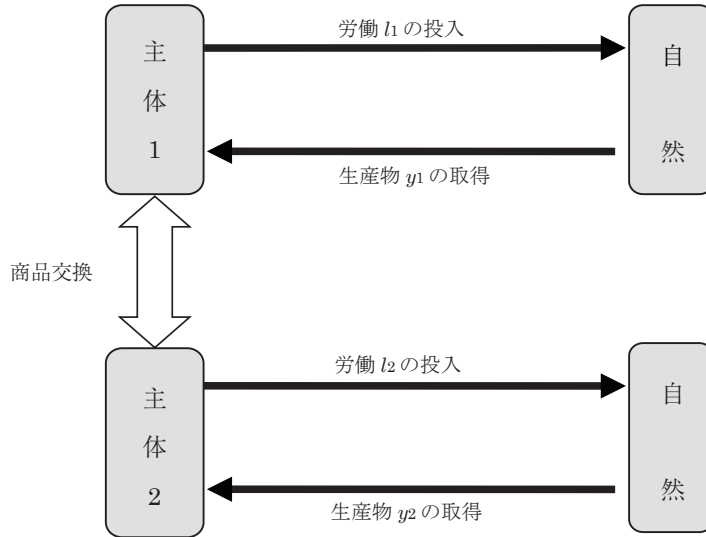 労働 l1 の投入
主体1
自然
生産物 y1 の取得
商品交換
労働 l2 の投入
主体2
自然
生産物 y2 の取得